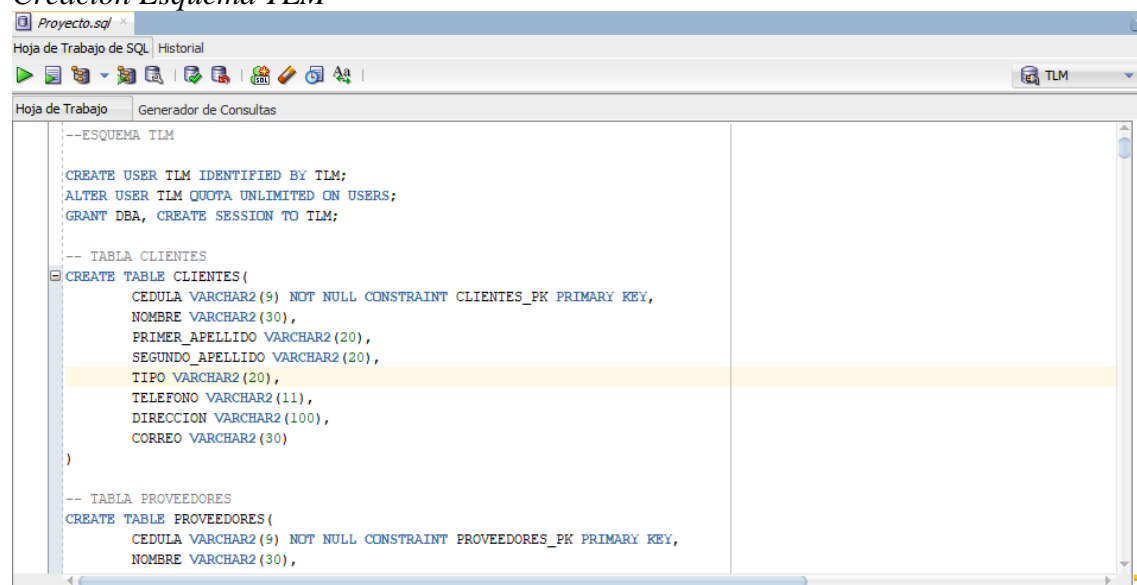 Creación Esquema TLM
Proyecto.sql
Hoja de Trabajo de SQL Historial
TLM
Hoja de Trabajo Generador de Consultas
--ESQUEMA TLM
CREATE USER TLM IDENTIFIED BY TLM;
ALTER USER TLM QUOTA UNLIMITED ON USERS;
GRANT DBA, CREATE SESSION TO TLM;
-- TABLA CLIENTES
CREATE TABLE CLIENTES(
CEDULA VARCHAR2(9) NOT NULL CONSTRAINT CLIENTES_PK PRIMARY KEY,
NOMBRE VARCHAR2(30),
PRIMER_APELLIDO VARCHAR2(20),
SEGUNDO_APELLIDO VARCHAR2(20),
TIPO VARCHAR2(20),
TELEFONO VARCHAR2(11),
DIRECCION VARCHAR2(100),
CORREO VARCHAR2(30)
)
-- TABLA PROVEEDORES
CREATE TABLE PROVEEDORES(
CEDULA VARCHAR2(9) NOT NULL CONSTRAINT PROVEEDORES_PK PRIMARY KEY,
NOMBRE VARCHAR2(30),